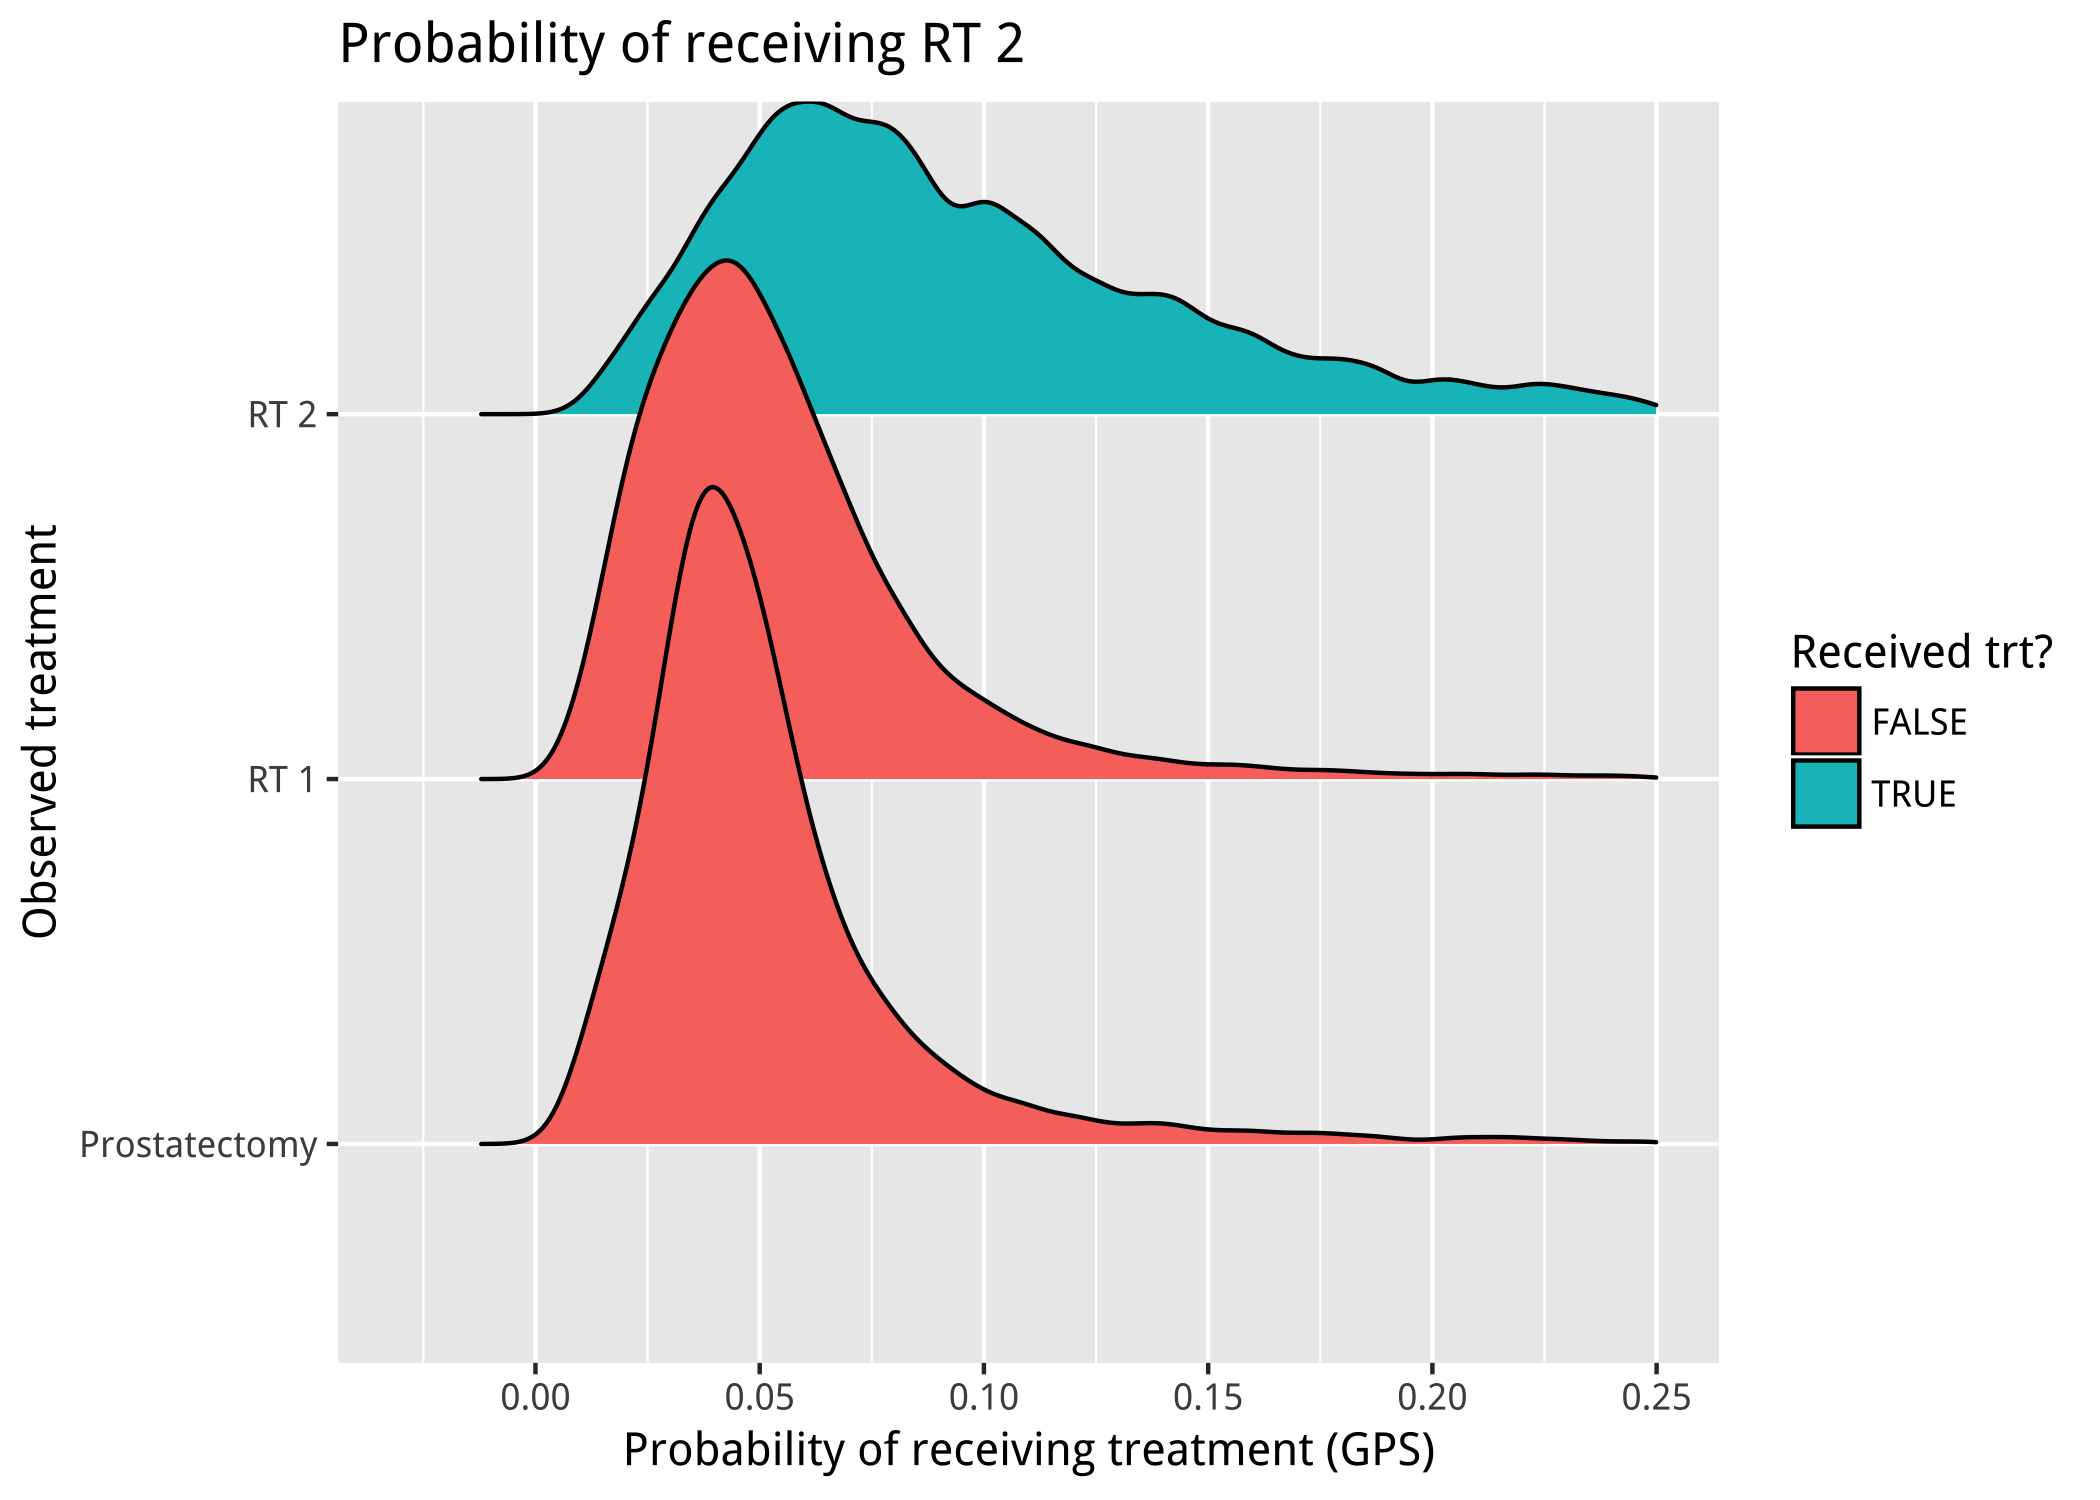 Probability of receiving RT 2
Observed treatment
RT 2
RT 1
Prostatectomy
0.00 0.05 0.10 0.15 0.20 0.25
Probability of receiving treatment (GPS)
Received trt?
FALSE
TRUE